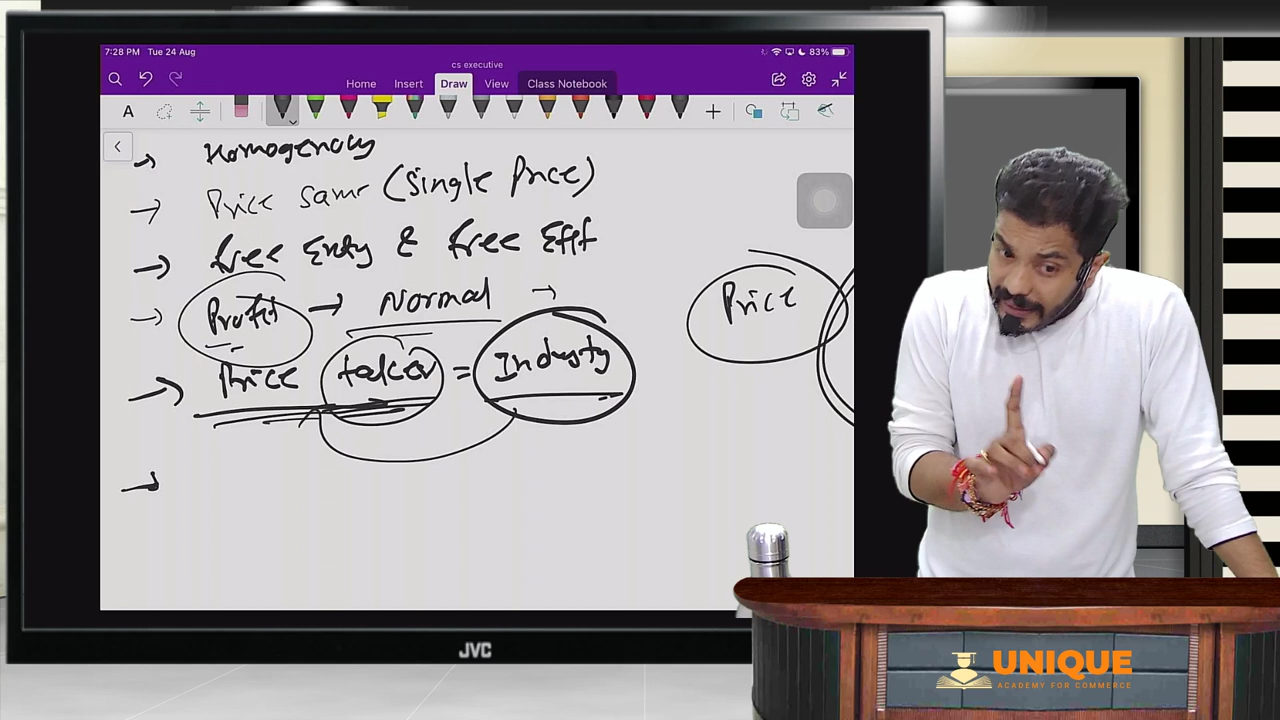 7:28 PM Tue 24 Aug
83%
cs executive
Home Insert Draw View Class Notebook
A
→ Homogeneous
→ Price same (Single Price)
→ free Entry & free Exit
→ Profit → Normal →
Price
→ Price taker = Industry
→
JVC
UNIQUE
ACADEMY FOR COMMERCE